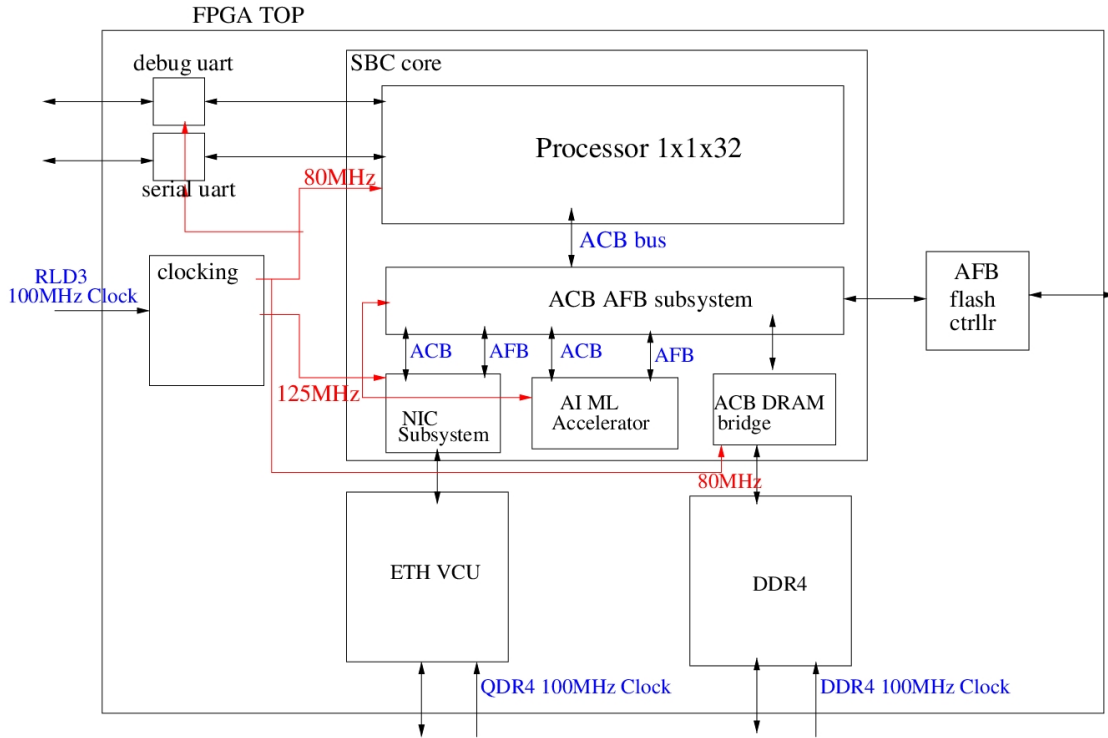 FPGA TOP
debug uart
SBC core
Processor 1x1x32
serial uart
80MHz
ACB bus
RLD3
100MHz Clock
clocking
ACB AFB subsystem
AFB
flash
ctrllr
ACB
AFB
ACB
AFB
125MHz
NIC
Subsystem
AI ML
Accelerator
ACB DRAM
bridge
80MHz
ETH VCU
DDR4
QDR4 100MHz Clock
DDR4 100MHz Clock